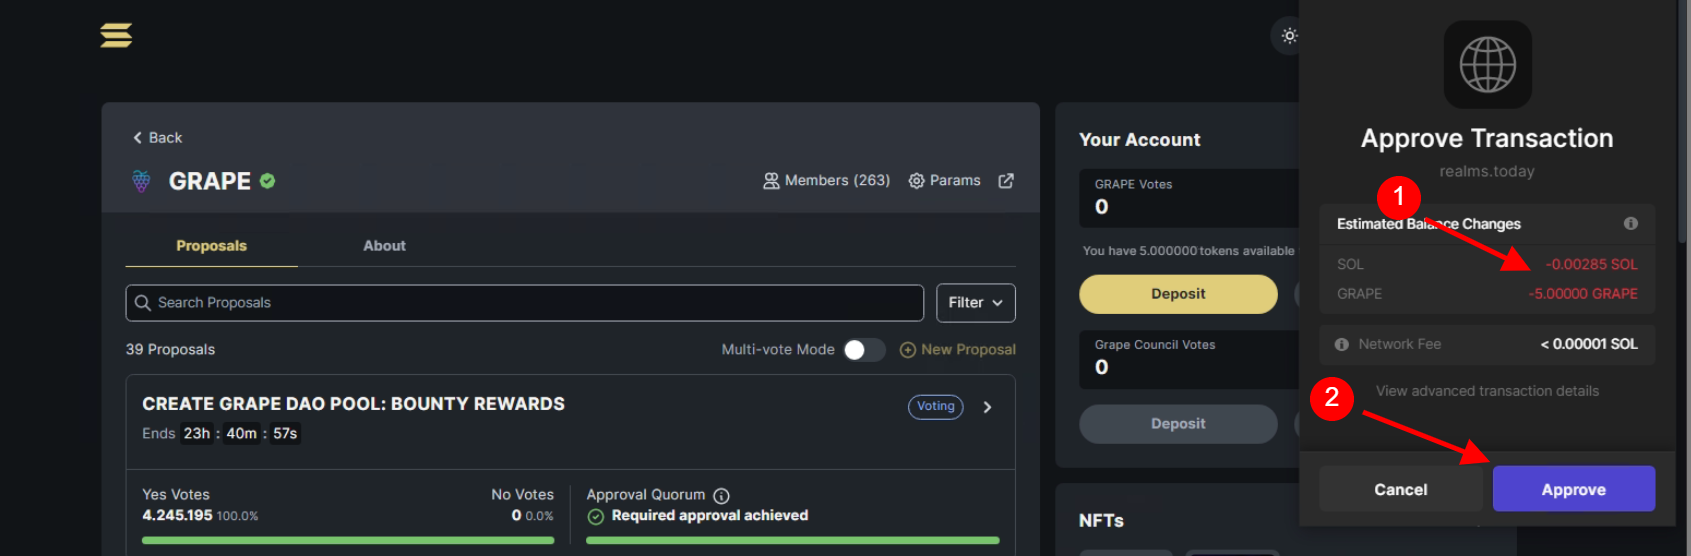 Back
GRAPE
Members (263)
Params
Proposals
About
Search Proposals
Filter
39 Proposals
Multi-vote Mode
New Proposal
CREATE GRAPE DAO POOL: BOUNTY REWARDS
Voting
Ends 23h : 40m : 57s
Yes Votes
4.245.195 100.0%
No Votes
0 0.0%
Approval Quorum
Required approval achieved
Your Account
GRAPE Votes
0
You have 5.000000 tokens available
Deposit
Grape Council Votes
0
Deposit
NFTs
Approve Transaction
realms.today
1
Estimated Balance Changes
SOL -0.00285 SOL
GRAPE -5.00000 GRAPE
Network Fee < 0.00001 SOL
2
View advanced transaction details
Cancel
Approve